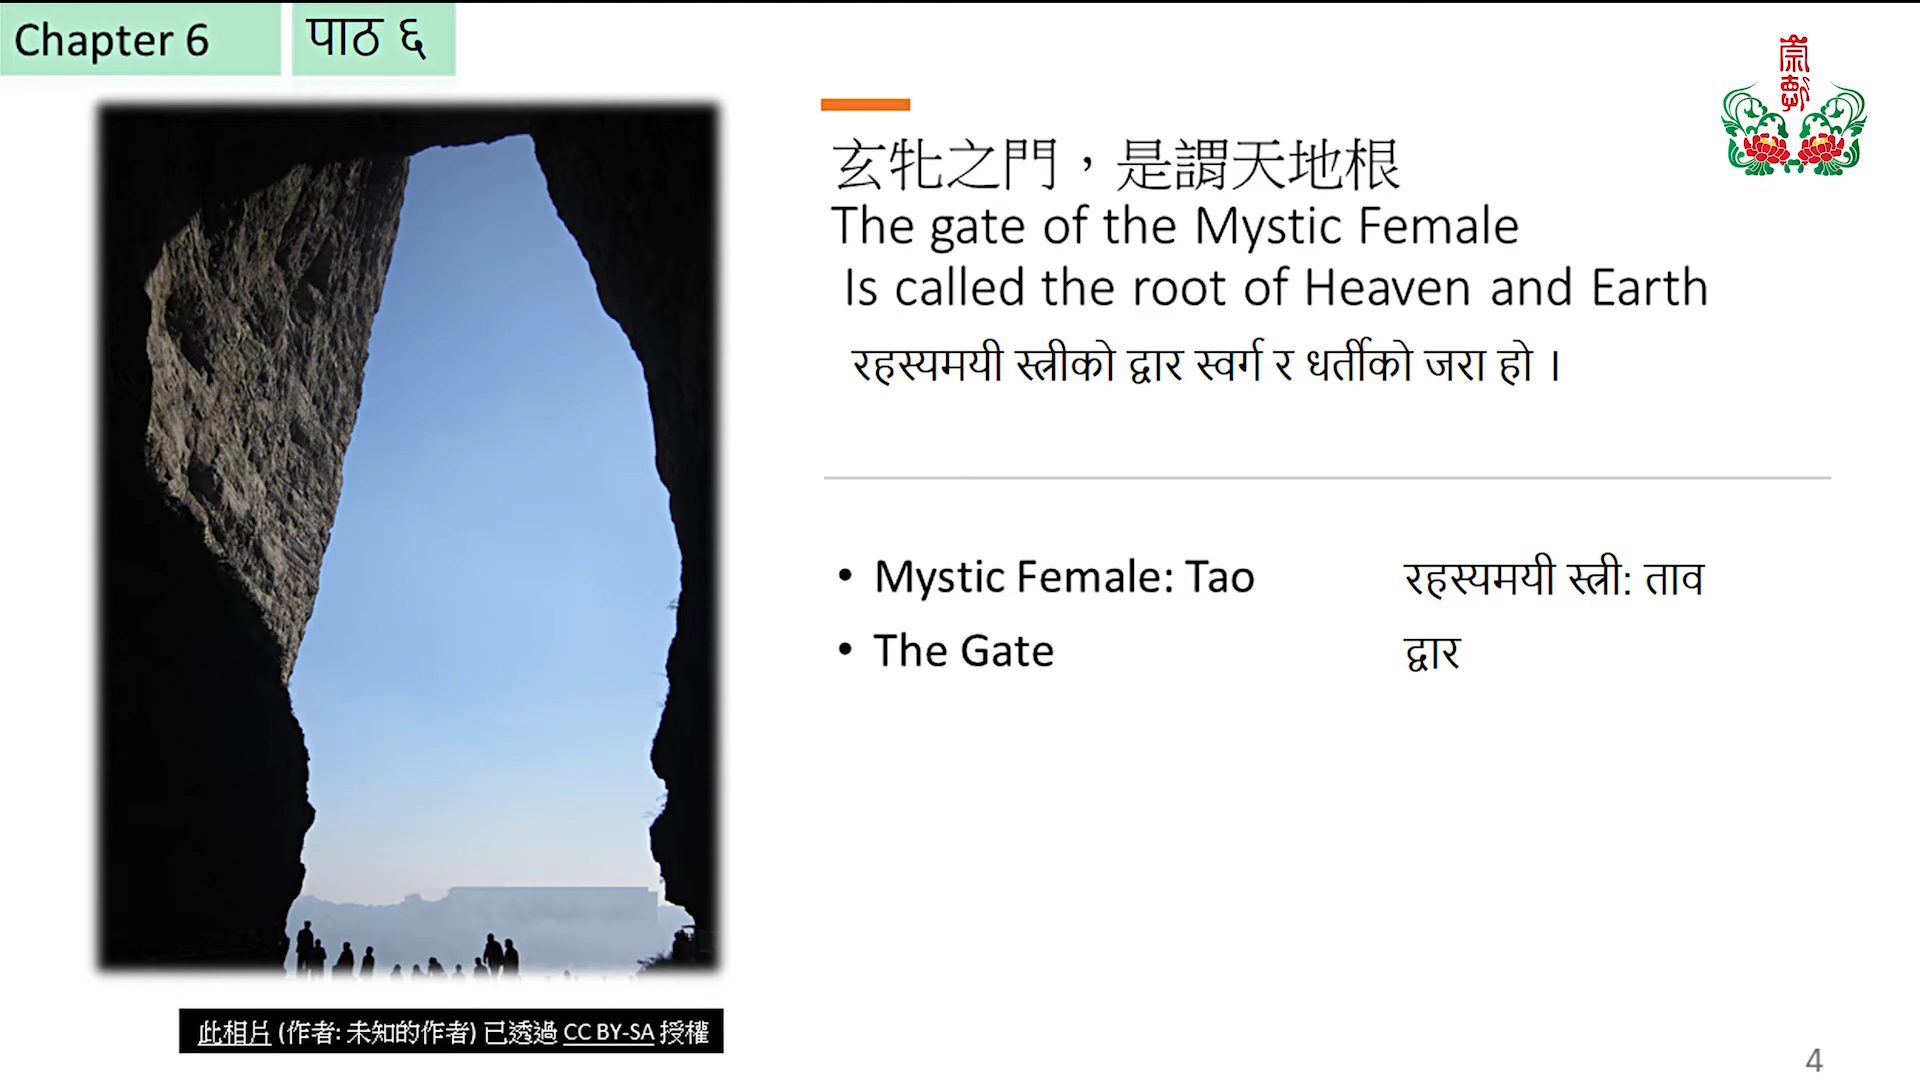 Chapter 6
पाठ ६
玄牝之門，是謂天地根
The gate of the Mystic Female
Is called the root of Heaven and Earth
रहस्यमयी स्त्रीको द्वार स्वर्ग र धर्तीको जरा हो ।
• Mystic Female: Tao
रहस्यमयी स्त्री: ताव
• The Gate
द्वार
此相片 (作者: 未知的作者) 已透過 CC BY-SA 授權
4